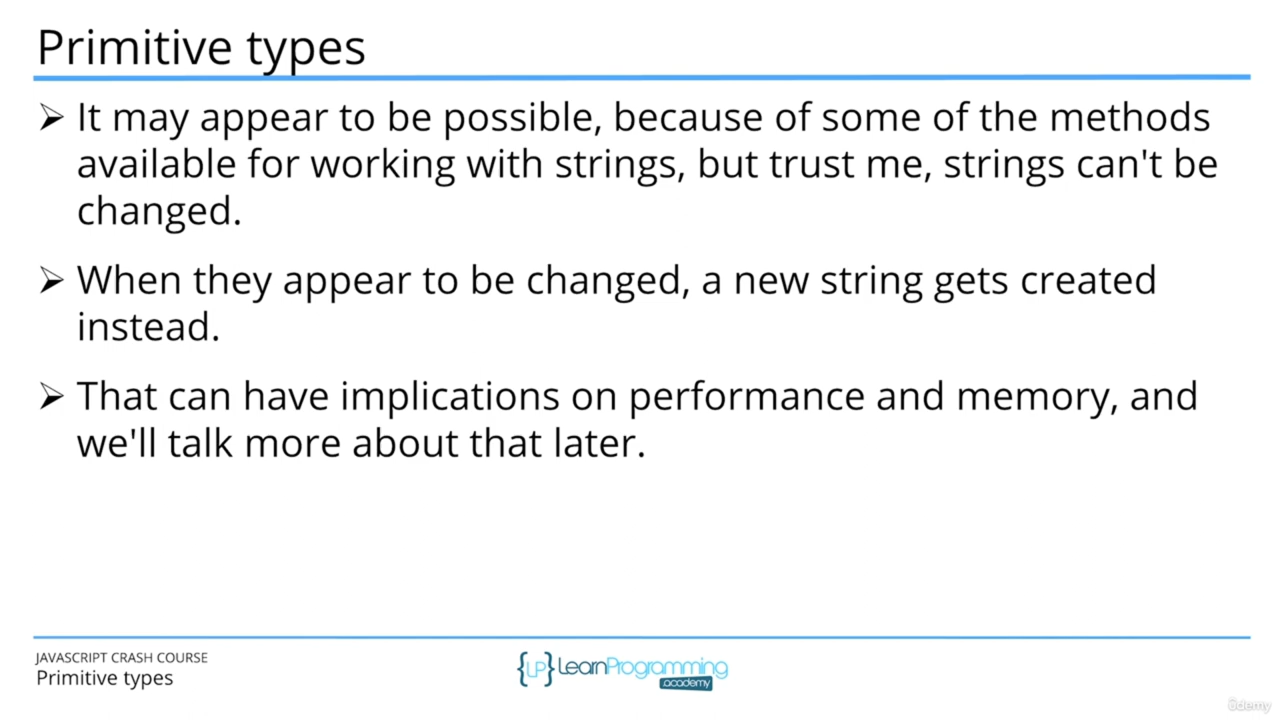 Primitive types
➢ It may appear to be possible, because of some of the methods
available for working with strings, but trust me, strings can't be
changed.
➢ When they appear to be changed, a new string gets created
instead.
➢ That can have implications on performance and memory, and
we'll talk more about that later.
JAVASCRIPT CRASH COURSE
Primitive types
{LP} LearnProgramming
.academy
ûdemy